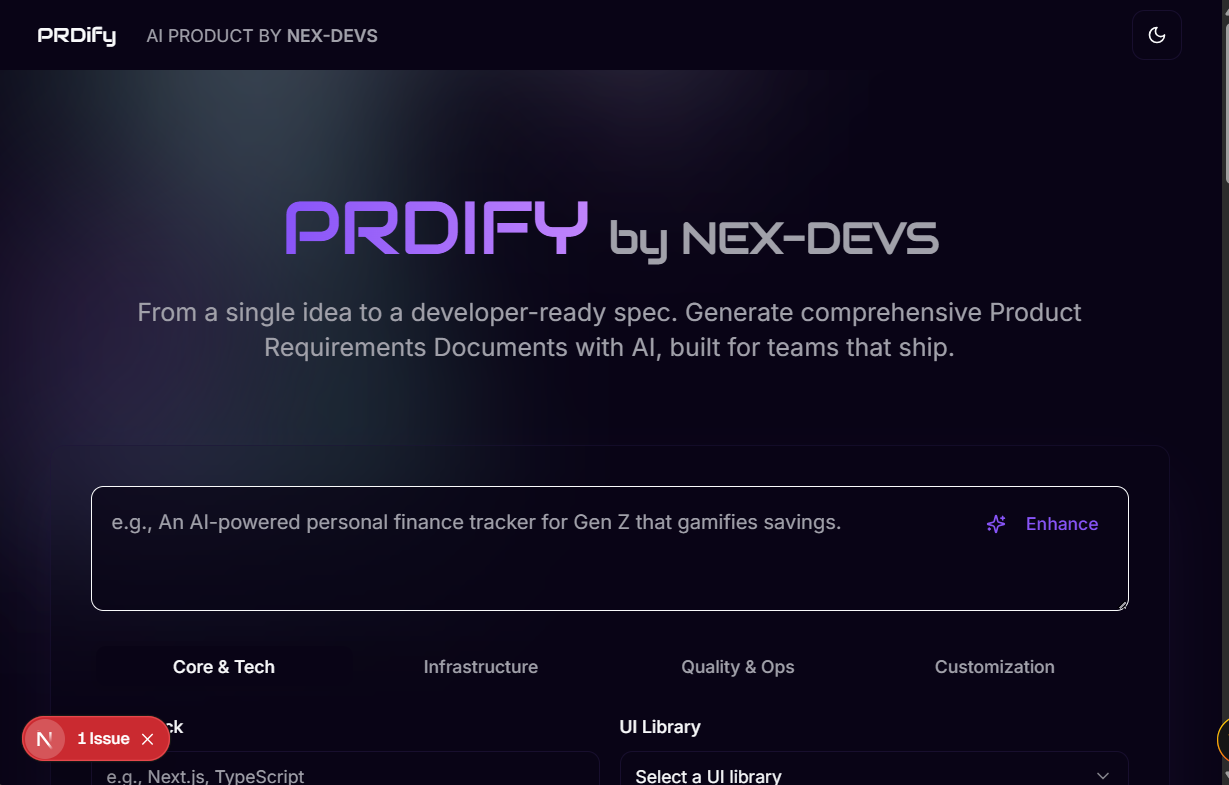 PRDify AI PRODUCT BY NEX-DEVS
PRDIFY by NEX-DEVS
From a single idea to a developer-ready spec. Generate comprehensive Product
Requirements Documents with AI, built for teams that ship.
e.g., An AI-powered personal finance tracker for Gen Z that gamifies savings.
Enhance
Core & Tech Infrastructure Quality & Ops Customization
ck UI Library
N 1 Issue
e.g., Next.js, TypeScript Select a UI library